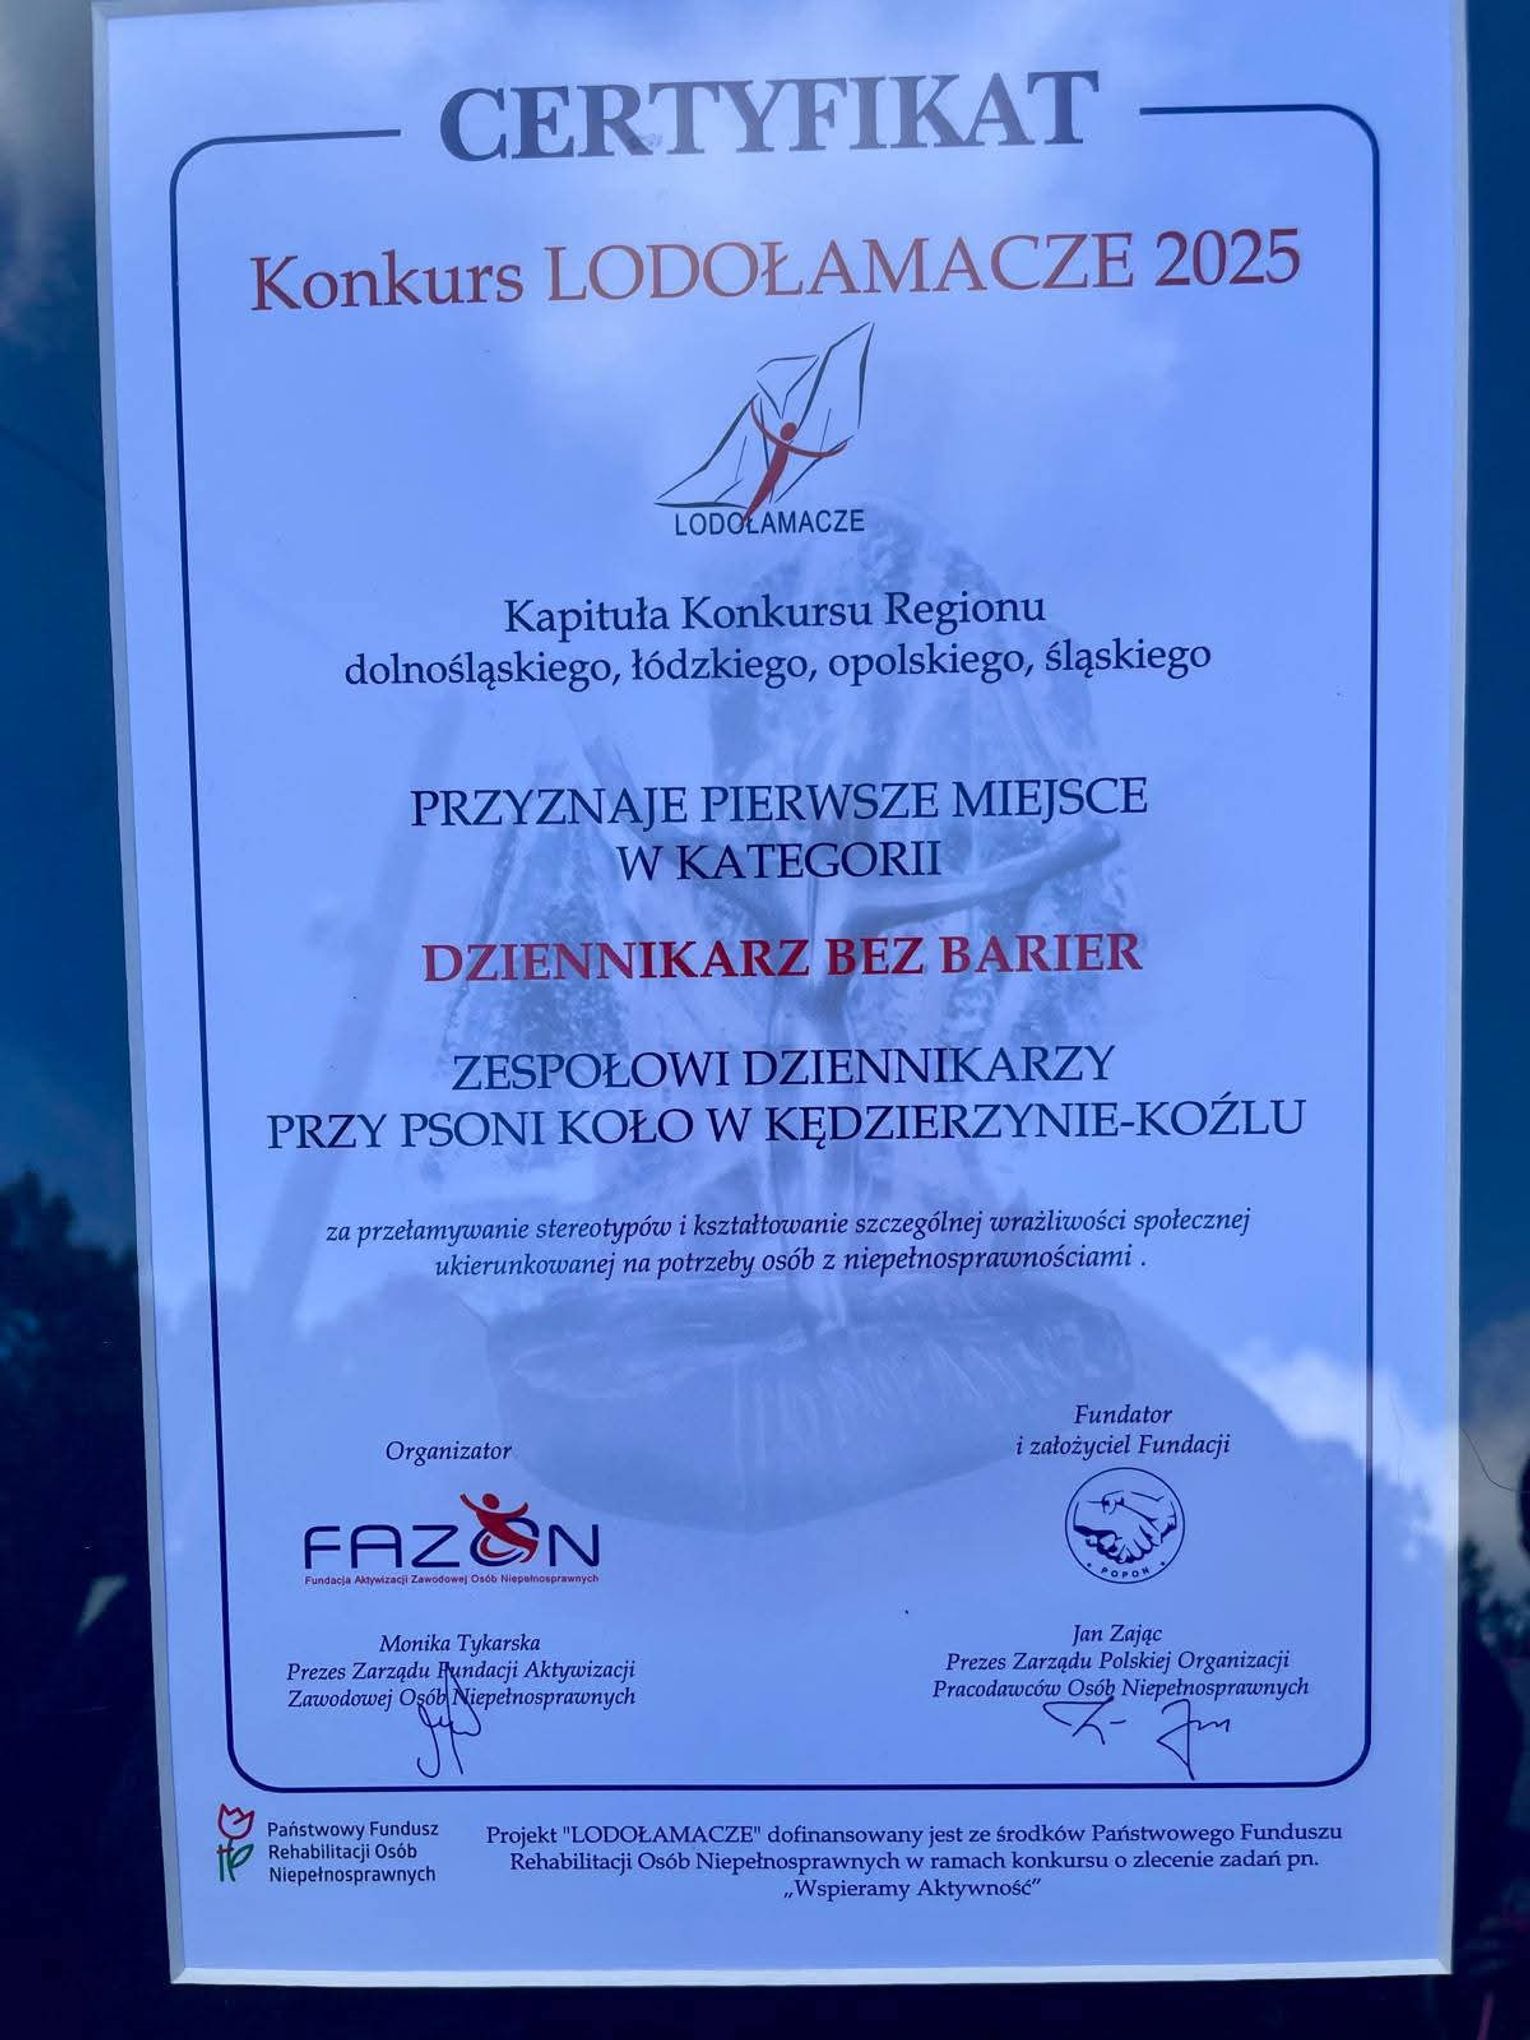 CERTYFIKAT
Konkurs LODOŁAMACZE 2025
LODOŁAMACZE
Kapituła Konkursu Regionu
dolnośląskiego, łódzkiego, opolskiego, śląskiego
PRZYZNAJE PIERWSZE MIEJSCE
W KATEGORII
DZIENNIKARZ BEZ BARIER
ZESPOŁOWI DZIENNIKARZY
PRZY PSONI KOŁO W KĘDZIERZYNIE-KOŹLU
za przełamywanie stereotypów i kształtowanie szczególnej wrażliwości społecznej
ukierunkowanej na potrzeby osób z niepełnosprawnościami .
Organizator
FAZON
Fundacja Aktywizacji Zawodowej Osób Niepełnosprawnych
Monika Tykarska
Prezes Zarządu Fundacji Aktywizacji
Zawodowej Osób Niepełnosprawnych
Fundator
i założyciel Fundacji
POPON
Jan Zając
Prezes Zarządu Polskiej Organizacji
Pracodawców Osób Niepełnosprawnych
Państwowy Fundusz
Rehabilitacji Osób
Niepełnosprawnych
Projekt "LODOŁAMACZE" dofinansowany jest ze środków Państwowego Funduszu
Rehabilitacji Osób Niepełnosprawnych w ramach konkursu o zlecenie zadań pn.
„Wspieramy Aktywność”